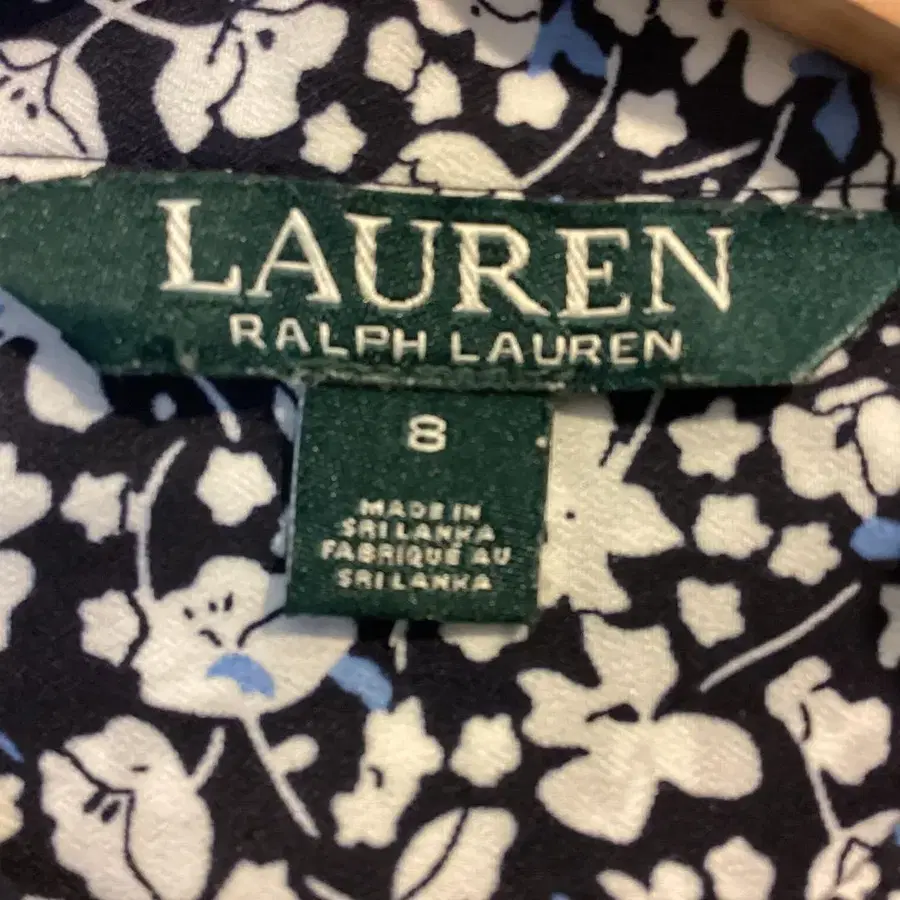 LAUREN
RALPH LAUREN
8
MADE IN
SRI LANKA
FABRIQUÉ AU
SRI LANKA